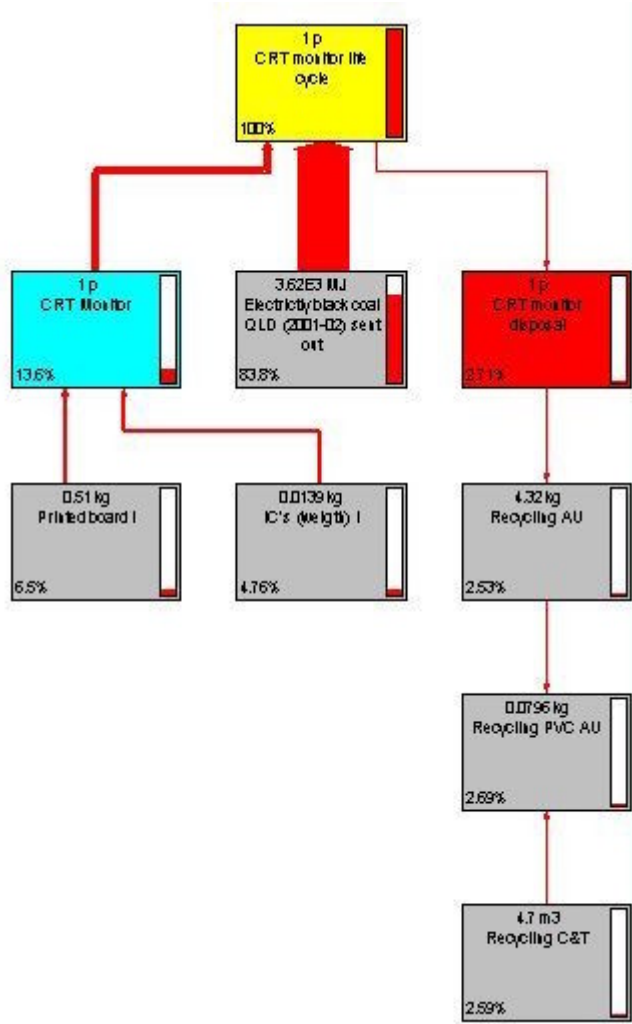 1 p
CRT monitor life
cycle
100%
1 p
CRT Monitor
13.6%
3.62E3 MJ
Electricity black coal
QLD (2001-02) sent
out
83.8%
1 p
CRT monitor
disposal
2.71%
0.51 kg
Printed board I
6.5%
0.0139 kg
IC's (weigth) I
4.76%
4.32 kg
Recycling AU
2.53%
0.0796 kg
Recycling PVC AU
2.69%
4.7 m3
Recycling C&T
2.59%